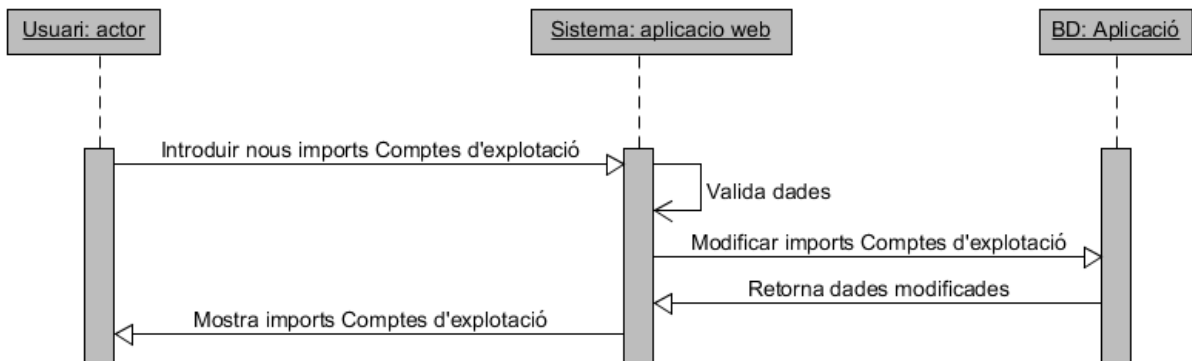 Usuari: actor
Sistema: aplicacio web
BD: Aplicació
Introduir nous imports Comptes d'explotació
Valida dades
Modificar imports Comptes d'explotació
Retorna dades modificades
Mostra imports Comptes d'explotació